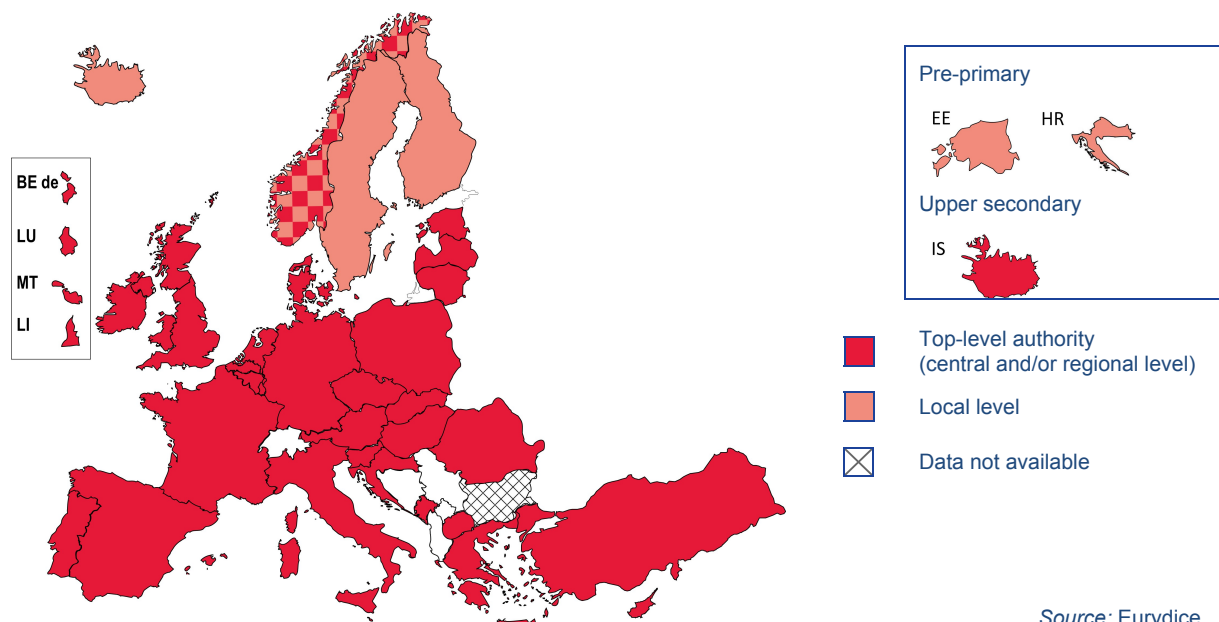 BE de
LU
MT
LI
Pre-primary
EE
HR
Upper secondary
IS
Top-level authority
(central and/or regional level)
Local level
Data not available
Source: Eurydice